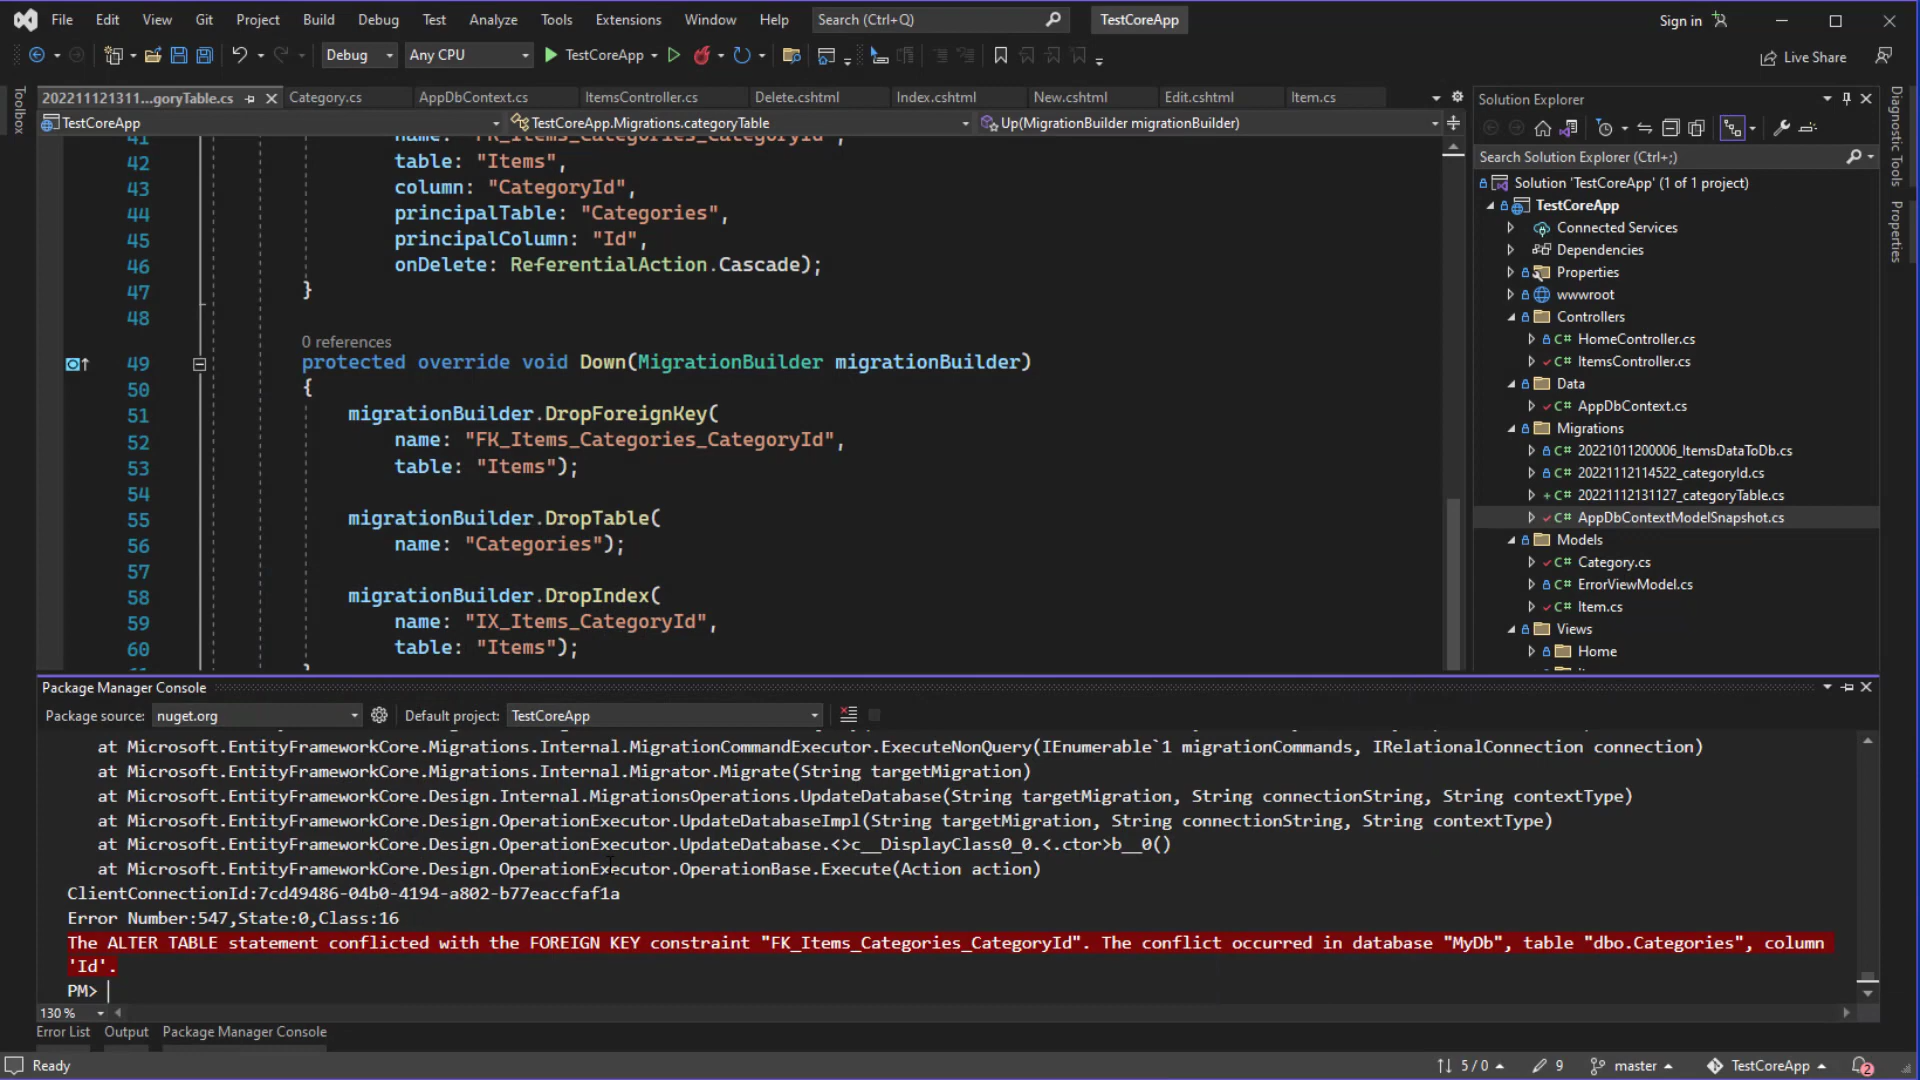 File Edit View Git Project Build Debug Test Analyze Tools Extensions Window Help Search (Ctrl+Q) TestCoreApp Sign in
Debug Any CPU TestCoreApp Live Share
Toolbox
202211121311...goryTable.cs Category.cs AppDbContext.cs ItemsController.cs Delete.cshtml Index.cshtml New.cshtml Edit.cshtml Item.cs
TestCoreApp TestCoreApp.Migrations.categoryTable Up(MigrationBuilder migrationBuilder)
41 name: "FK_Items_Categories_CategoryId",
42 table: "Items",
43 column: "CategoryId",
44 principalTable: "Categories",
45 principalColumn: "Id",
46 onDelete: ReferentialAction.Cascade);
47 }
48
0 references
49 protected override void Down(MigrationBuilder migrationBuilder)
50 {
51 migrationBuilder.DropForeignKey(
52 name: "FK_Items_Categories_CategoryId",
53 table: "Items");
54
55 migrationBuilder.DropTable(
56 name: "Categories");
57
58 migrationBuilder.DropIndex(
59 name: "IX_Items_CategoryId",
60 table: "Items");
Solution Explorer
Search Solution Explorer (Ctrl+;)
Solution 'TestCoreApp' (1 of 1 project)
TestCoreApp
Connected Services
Dependencies
Properties
wwwroot
Controllers
C# HomeController.cs
C# ItemsController.cs
Data
C# AppDbContext.cs
Migrations
C# 20221011200006_ItemsDataToDb.cs
C# 20221112114522_categoryId.cs
C# 20221112131127_categoryTable.cs
C# AppDbContextModelSnapshot.cs
Models
C# Category.cs
C# ErrorViewModel.cs
C# Item.cs
Views
Home
Diagnostic Tools
Properties
Package Manager Console
Package source: nuget.org Default project: TestCoreApp
at Microsoft.EntityFrameworkCore.Migrations.Internal.MigrationCommandExecutor.ExecuteNonQuery(IEnumerable`1 migrationCommands, IRelationalConnection connection)
at Microsoft.EntityFrameworkCore.Migrations.Internal.Migrator.Migrate(String targetMigration)
at Microsoft.EntityFrameworkCore.Design.Internal.MigrationsOperations.UpdateDatabase(String targetMigration, String connectionString, String contextType)
at Microsoft.EntityFrameworkCore.Design.OperationExecutor.UpdateDatabaseImpl(String targetMigration, String connectionString, String contextType)
at Microsoft.EntityFrameworkCore.Design.OperationExecutor.UpdateDatabase.<>c__DisplayClass0_0.<.ctor>b__0()
at Microsoft.EntityFrameworkCore.Design.OperationExecutor.OperationBase.Execute(Action action)
ClientConnectionId:7cd49486-04b0-4194-a802-b77eaccfaf1a
Error Number:547,State:0,Class:16
The ALTER TABLE statement conflicted with the FOREIGN KEY constraint "FK_Items_Categories_CategoryId". The conflict occurred in database "MyDb", table "dbo.Categories", column
'Id'.
PM>
130 %
Error List Output Package Manager Console
Ready 5 / 0 9 master TestCoreApp 2